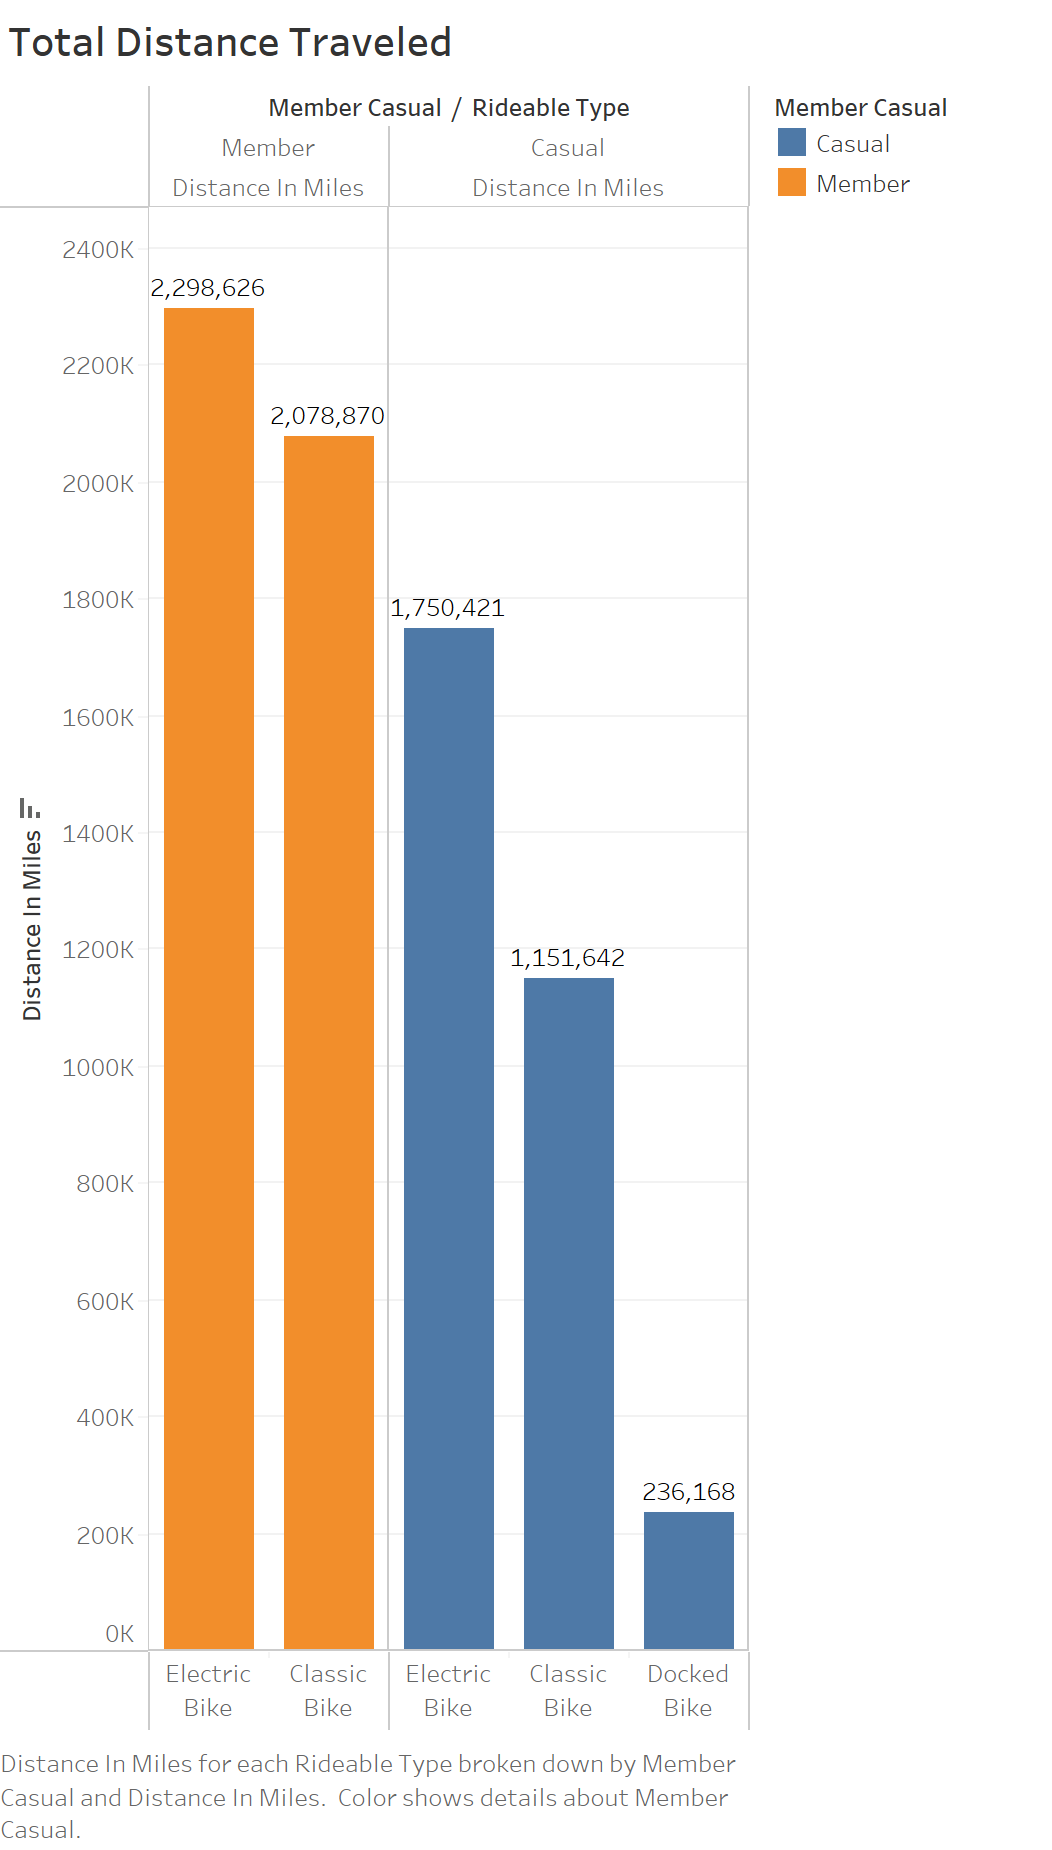 Total Distance Traveled
Member Casual / Rideable Type
Member
Casual
Distance In Miles
Distance In Miles
Member Casual
Casual
Member
Distance In Miles
2400K
2200K
2000K
1800K
1600K
1400K
1200K
1000K
800K
600K
400K
200K
0K
2,298,626
2,078,870
1,750,421
1,151,642
236,168
Electric
Bike
Classic
Bike
Electric
Bike
Classic
Bike
Docked
Bike
Distance In Miles for each Rideable Type broken down by Member
Casual and Distance In Miles.  Color shows details about Member
Casual.